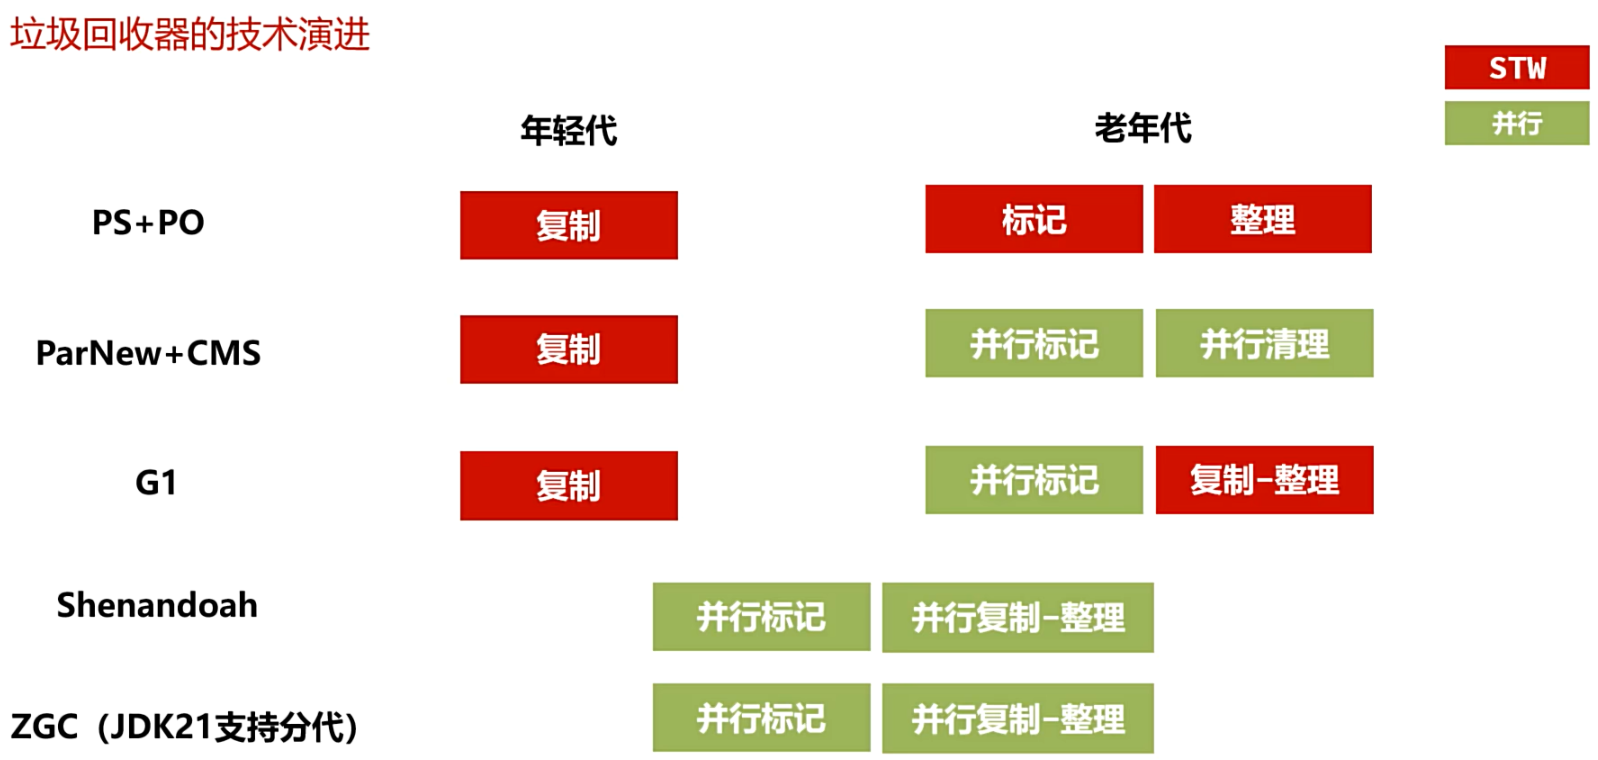 垃圾回收器的技术演进
STW
并行
年轻代
老年代
PS+PO
复制
标记
整理
ParNew+CMS
复制
并行标记
并行清理
G1
复制
并行标记
复制-整理
Shenandoah
并行标记
并行复制-整理
ZGC（JDK21支持分代）
并行标记
并行复制-整理